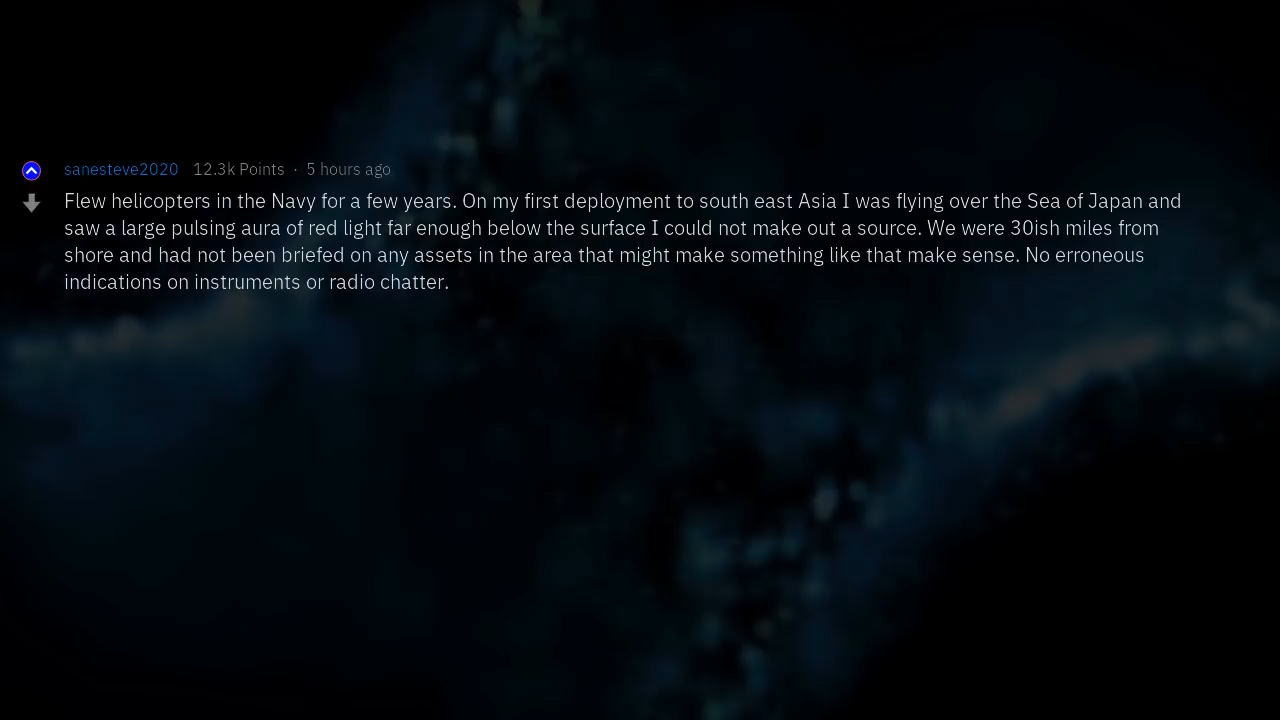 sanesteve2020 12.3k Points · 5 hours ago
Flew helicopters in the Navy for a few years. On my first deployment to south east Asia I was flying over the Sea of Japan and
saw a large pulsing aura of red light far enough below the surface I could not make out a source. We were 30ish miles from
shore and had not been briefed on any assets in the area that might make something like that make sense. No erroneous
indications on instruments or radio chatter.